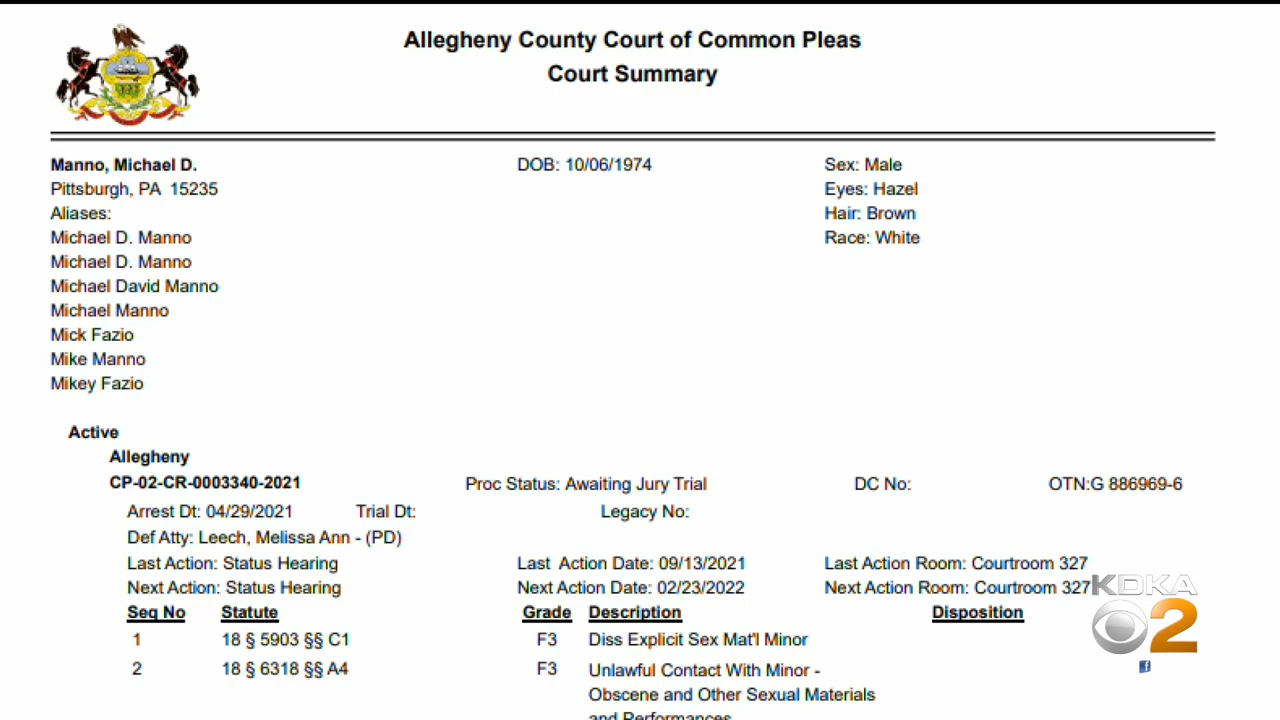 Allegheny County Court of Common Pleas
Court Summary
Manno, Michael D. DOB: 10/06/1974 Sex: Male
Pittsburgh, PA 15235 Eyes: Hazel
Aliases: Hair: Brown
Michael D. Manno Race: White
Michael D. Manno
Michael David Manno
Michael Manno
Mick Fazio
Mike Manno
Mikey Fazio
Active
Allegheny
CP-02-CR-0003340-2021 Proc Status: Awaiting Jury Trial DC No: OTN:G 886969-6
Arrest Dt: 04/29/2021 Trial Dt: Legacy No:
Def Atty: Leech, Melissa Ann - (PD)
Last Action: Status Hearing Last Action Date: 09/13/2021 Last Action Room: Courtroom 327
Next Action: Status Hearing Next Action Date: 02/23/2022 Next Action Room: Courtroom 327
Seq No Statute Grade Description Disposition
1 18 § 5903 §§ C1 F3 Diss Explicit Sex Mat'l Minor
2 18 § 6318 §§ A4 F3 Unlawful Contact With Minor -
Obscene and Other Sexual Materials
and Performances
KDKA
2
f